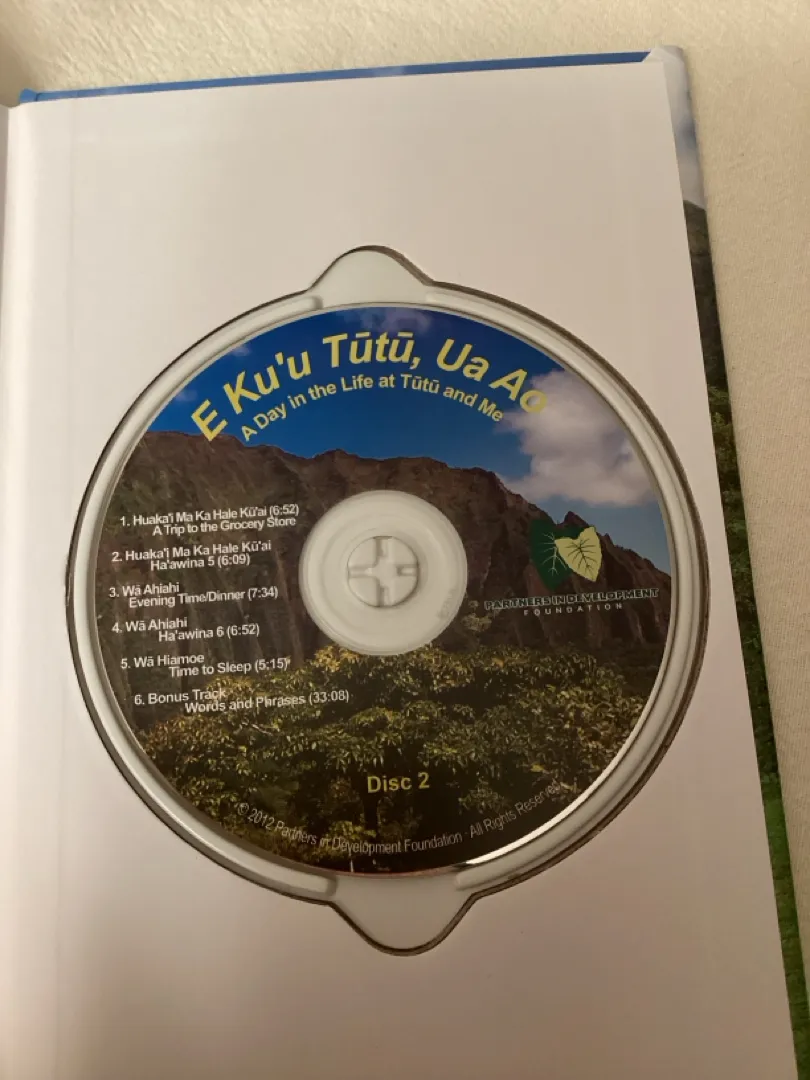 E Ku'u Tūtū, Ua Ao
A Day in the Life at Tūtū and Me
1. Huaka'i Ma Ka Hale Kū'ai (6:52)
A Trip to the Grocery Store
2. Huaka'i Ma Ka Hale Kū'ai
Ha'awina 5 (6:09)
3. Wā Ahiahi
Evening Time/Dinner (7:34)
4. Wā Ahiahi
Ha'awina 6 (6:52)
5. Wā Hiamoe
Time to Sleep (5:15)
6. Bonus Track
Words and Phrases (33:08)
PARTNERS IN DEVELOPMENT
FOUNDATION
Disc 2
© 2012 Partners in Development Foundation · All Rights Reserved